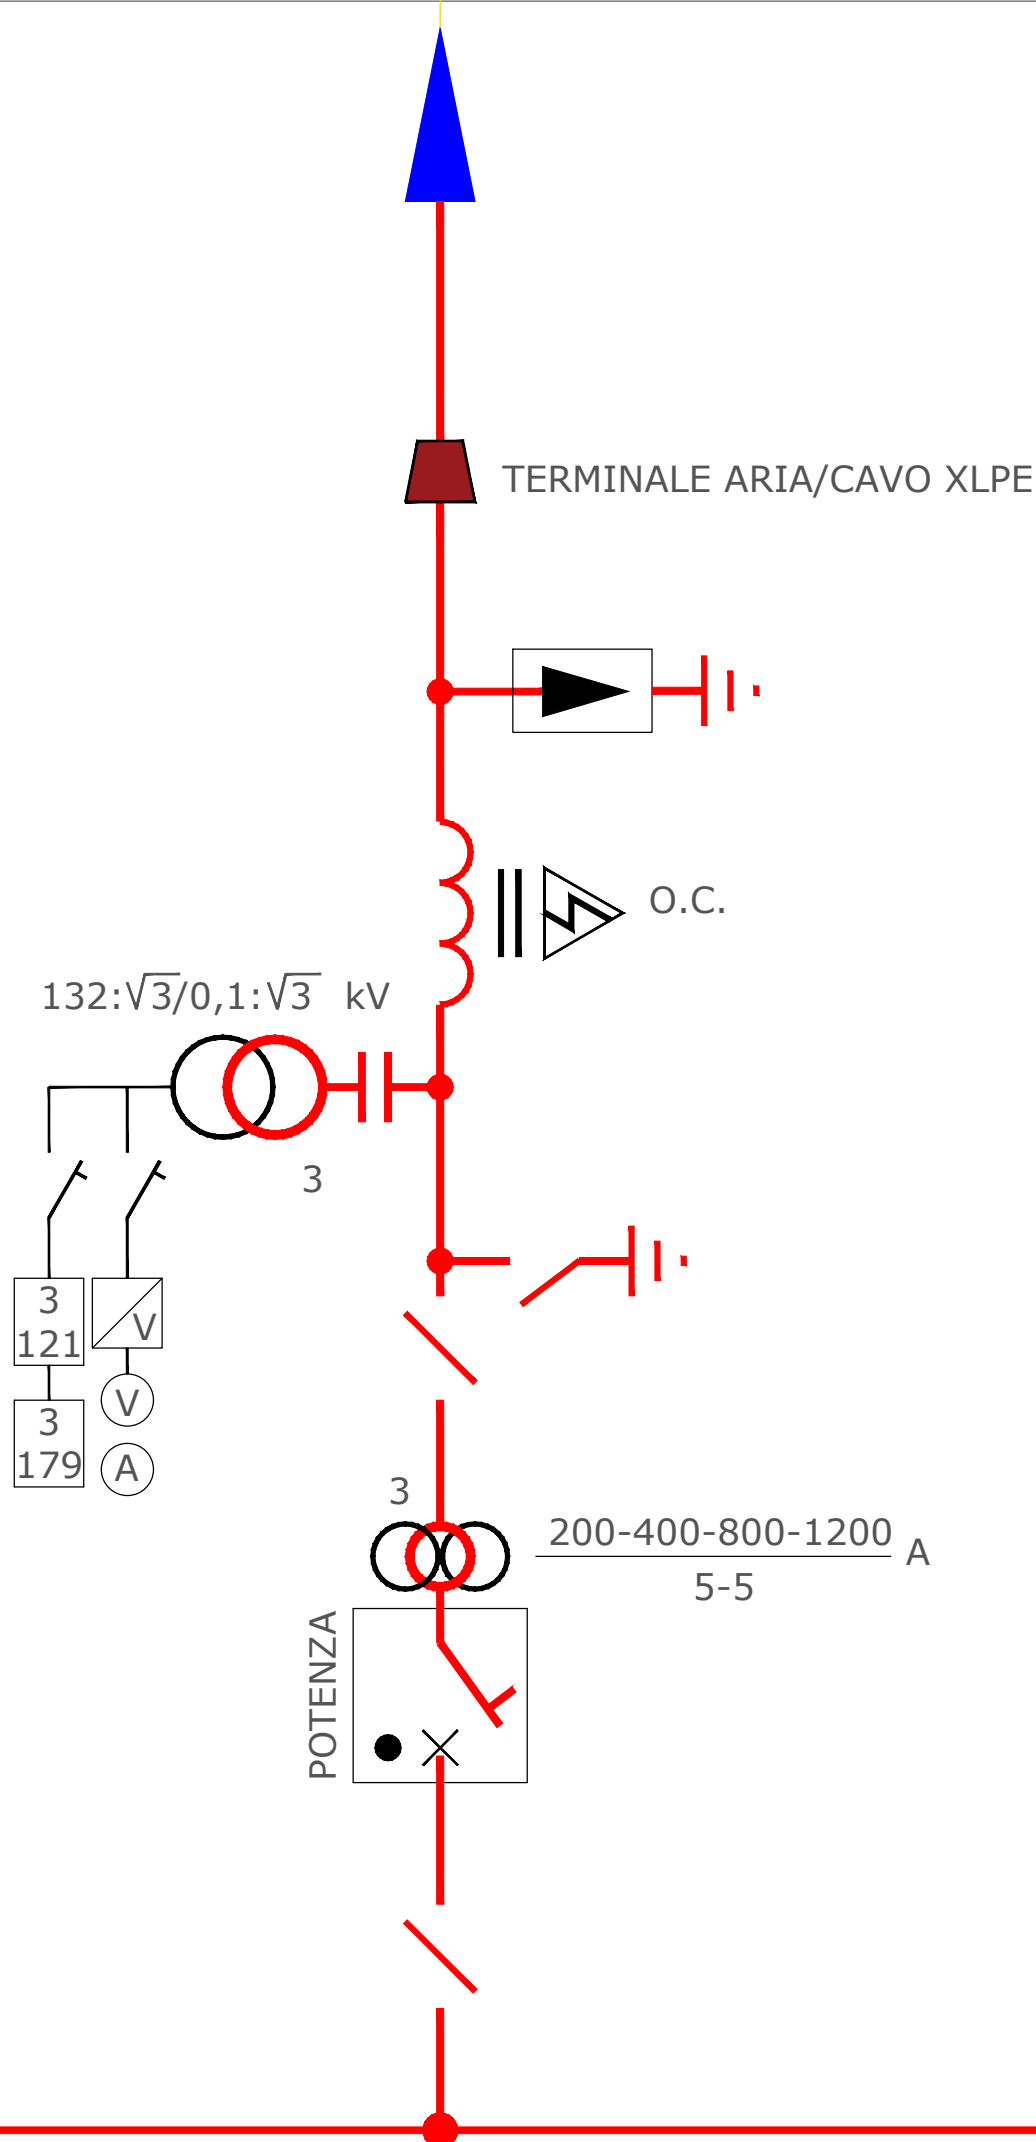 TERMINALE ARIA/CAVO XLPE
O.C.
132:√3/0,1:√3 kV
3
3
121
V
3
179
V
A
3
200-400-800-1200
5-5
A
POTENZA